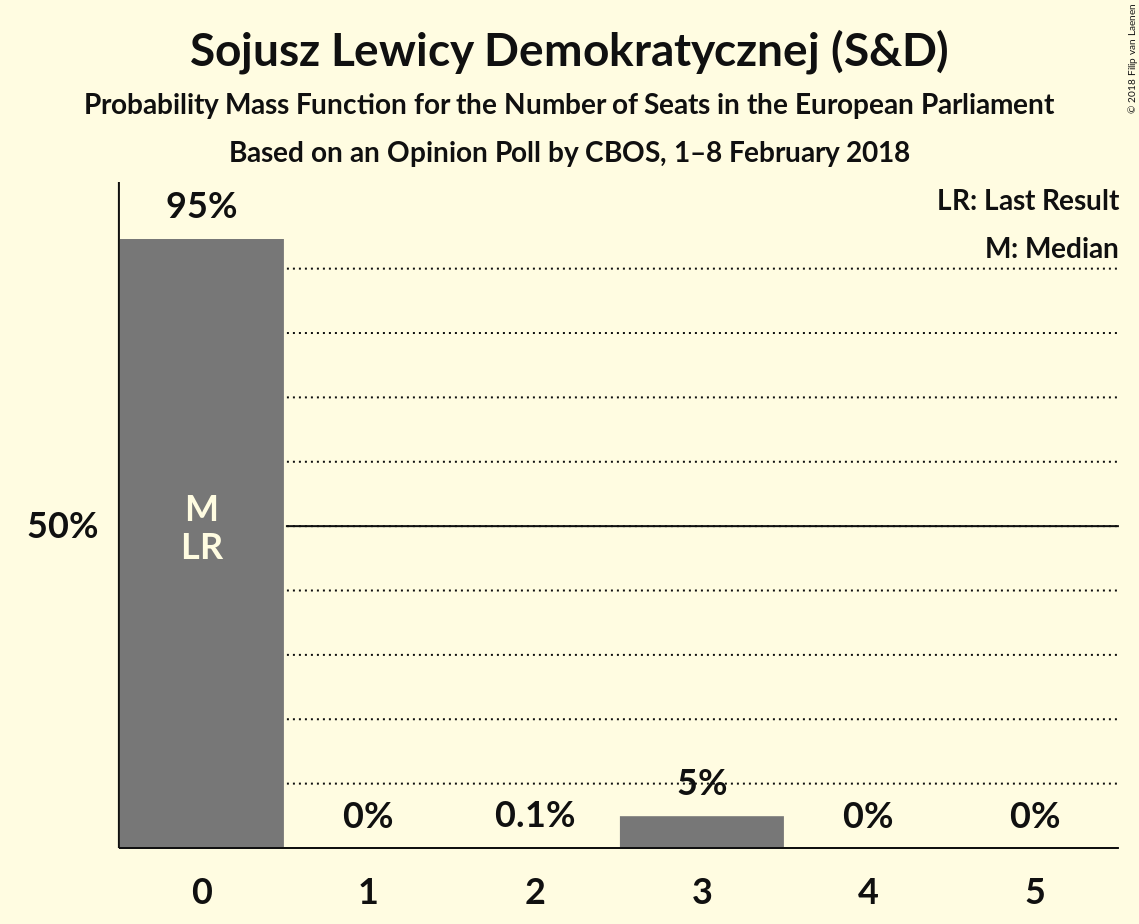 Sojusz Lewicy Demokratycznej (S&D)
Probability Mass Function for the Number of Seats in the European Parliament
Based on an Opinion Poll by CBOS, 1–8 February 2018
© 2018 Filip van Laenen
LR: Last Result
M: Median
95%
50%
M
LR
0%
0.1%
5%
0%
0%
0
1
2
3
4
5